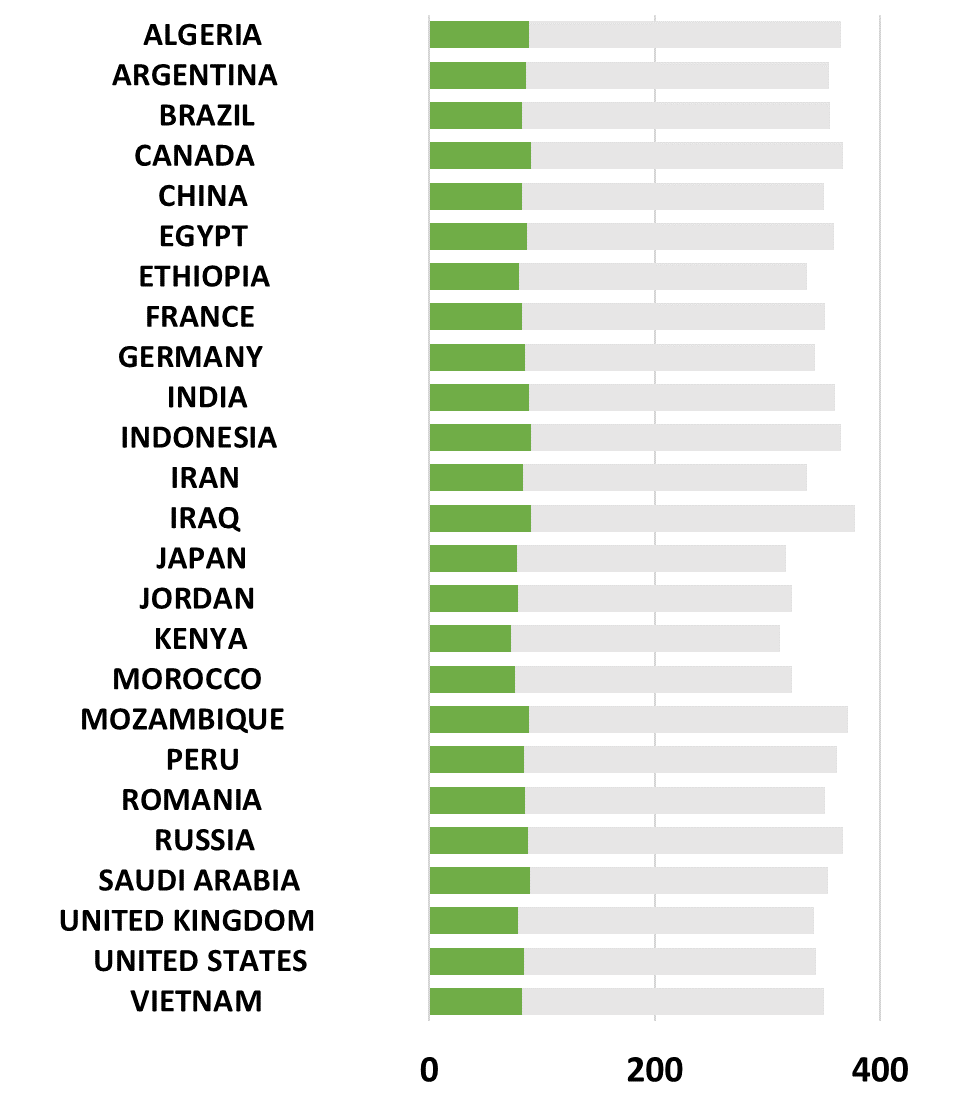 ALGERIA
ARGENTINA
BRAZIL
CANADA
CHINA
EGYPT
ETHIOPIA
FRANCE
GERMANY
INDIA
INDONESIA
IRAN
IRAQ
JAPAN
JORDAN
KENYA
MOROCCO
MOZAMBIQUE
PERU
ROMANIA
RUSSIA
SAUDI ARABIA
UNITED KINGDOM
UNITED STATES
VIETNAM
0 200 400